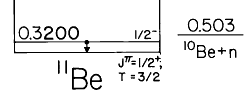 0.3200 1/2⁻ 0.503
¹⁰Be+n
¹¹Be Jπ=1/2⁺,
T = 3/2